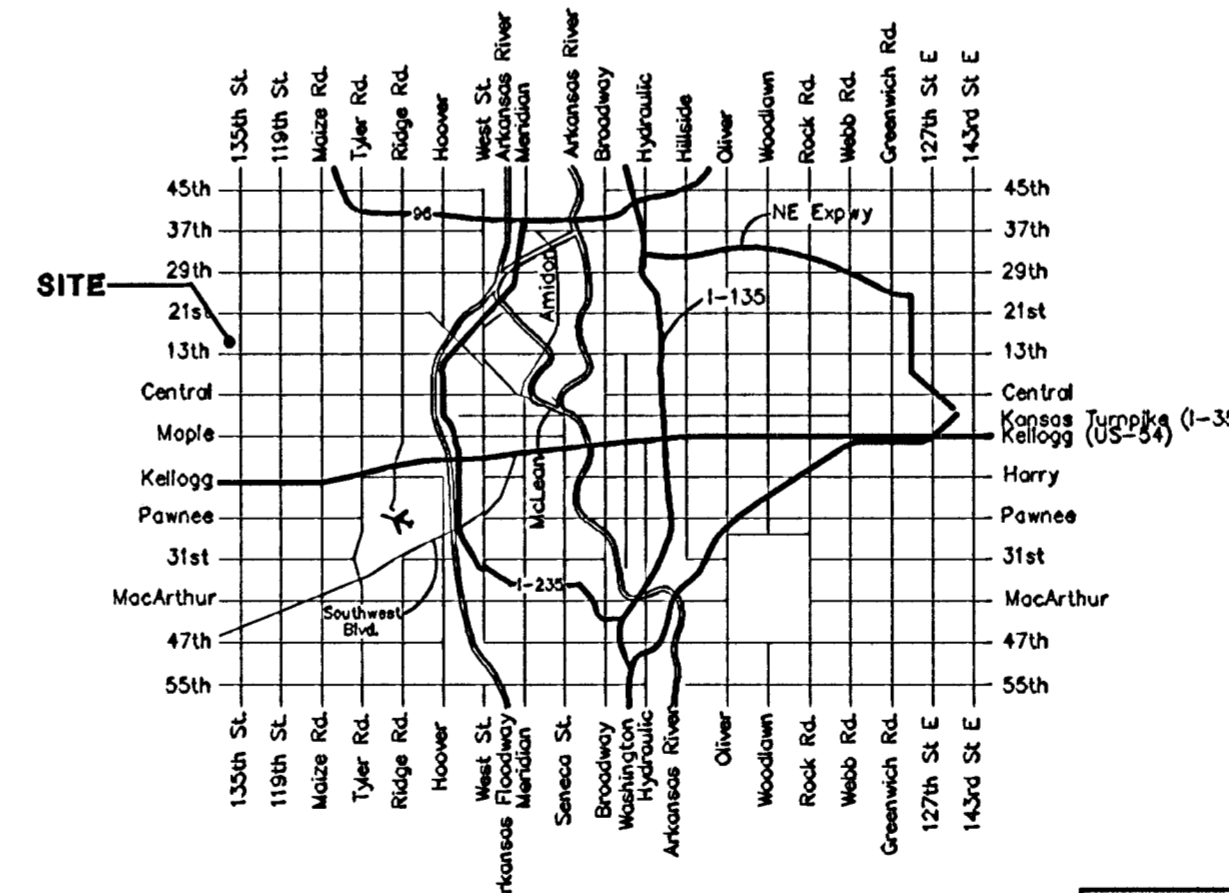 135th St.
119th St.
Maize Rd.
Tyler Rd.
Ridge Rd.
Hoover
West St.
Arkansas River
Meridian
Arkansas River
Broadway
Hydraulic
Hillside
Oliver
Woodlawn
Rock Rd.
Webb Rd.
Greenwich Rd.
127th St E
143rd St E
45th
45th
96
NE Expwy
37th
37th
29th
29th
SITE
Amidon
I-135
21st
21st
13th
13th
Central
Central
Kansas Turnpike (I-35
Maple
Kellogg (US-54)
Kellogg
Harry
McLean
Pawnee
Pawnee
31st
31st
I-235
MacArthur
MacArthur
Southwest
Blvd.
47th
47th
55th
55th
135th St.
119th St.
Maize Rd.
Tyler Rd.
Ridge Rd.
Hoover
West St.
rkansas Floodway
Meridian
Seneca St.
Broadway
Washington
Hydraulic
Arkansas River
Oliver
Woodlawn
Rock Rd.
Webb Rd.
Greenwich Rd.
127th St E
143rd St E